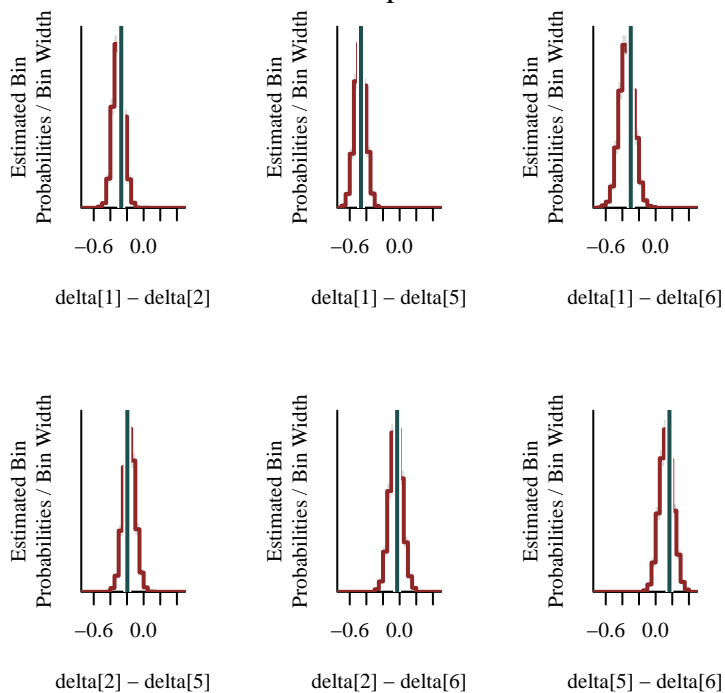 Estimated Bin
Probabilities / Bin Width
−0.6 0.0
delta[1] − delta[2]
Estimated Bin
Probabilities / Bin Width
−0.6 0.0
delta[1] − delta[5]
Estimated Bin
Probabilities / Bin Width
−0.6 0.0
delta[1] − delta[6]
Estimated Bin
Probabilities / Bin Width
−0.6 0.0
delta[2] − delta[5]
Estimated Bin
Probabilities / Bin Width
−0.6 0.0
delta[2] − delta[6]
Estimated Bin
Probabilities / Bin Width
−0.6 0.0
delta[5] − delta[6]